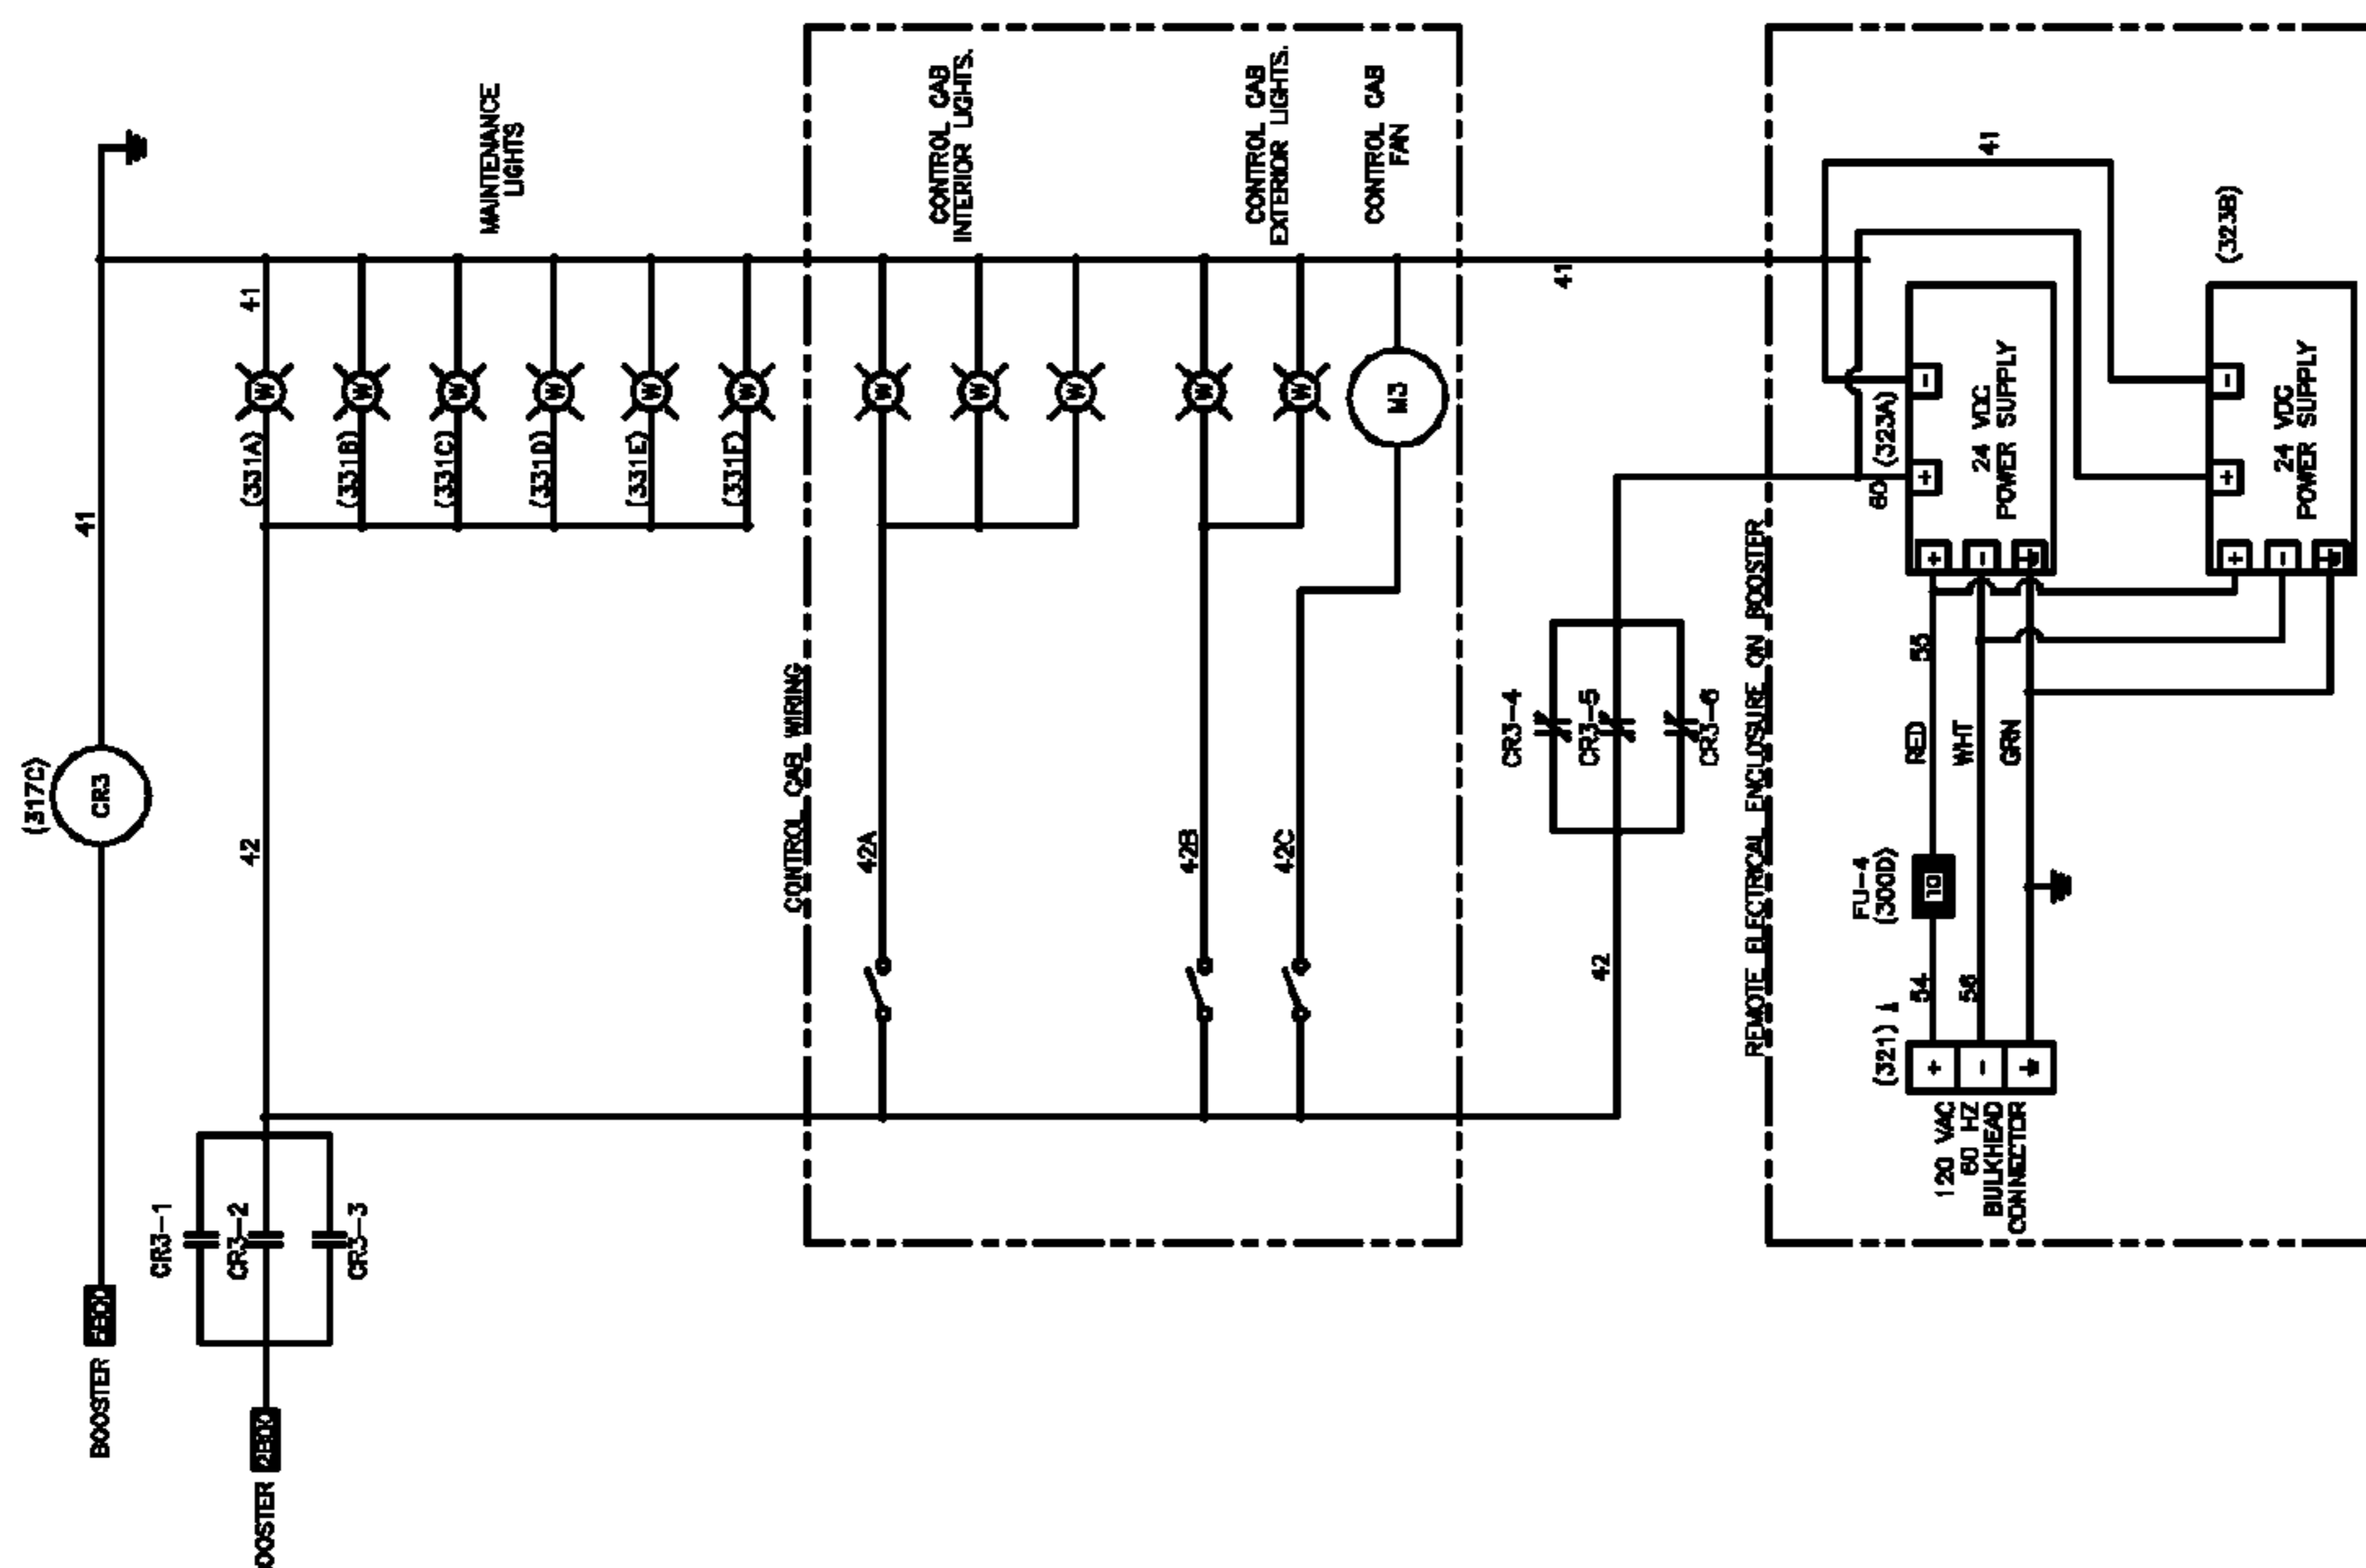 (317C)
CR3
41
BOOSTER
CR3-1
CR3-2
CR3-3
42
41
MAINTENANCE
LIGHTS
W
W
W
W
W
W
(331A)
(331B)
(331C)
(331D)
(331E)
(331F)
CONTROL CAB WIRING
CONTROL CAB
INTERIOR LIGHTS.
W
W
W
42A
CONTROL CAB
EXTERIOR LIGHTS.
W
W
42B
CONTROL CAB
FAN
M3
42C
41
CR3-4
CR3-5
CR3-6
42
REMOTE ELECTRICAL ENCLOSURE ON BOOSTER
41
60
(323A)
-
+
24 VDC
POWER SUPPLY
+
-
(323B)
-
+
24 VDC
POWER SUPPLY
+
-
55
RED
WHT
GRN
FU-4
(300D)
10
54
56
(321)
+
-
120 VAC
60 HZ
BULKHEAD
CONNECTOR